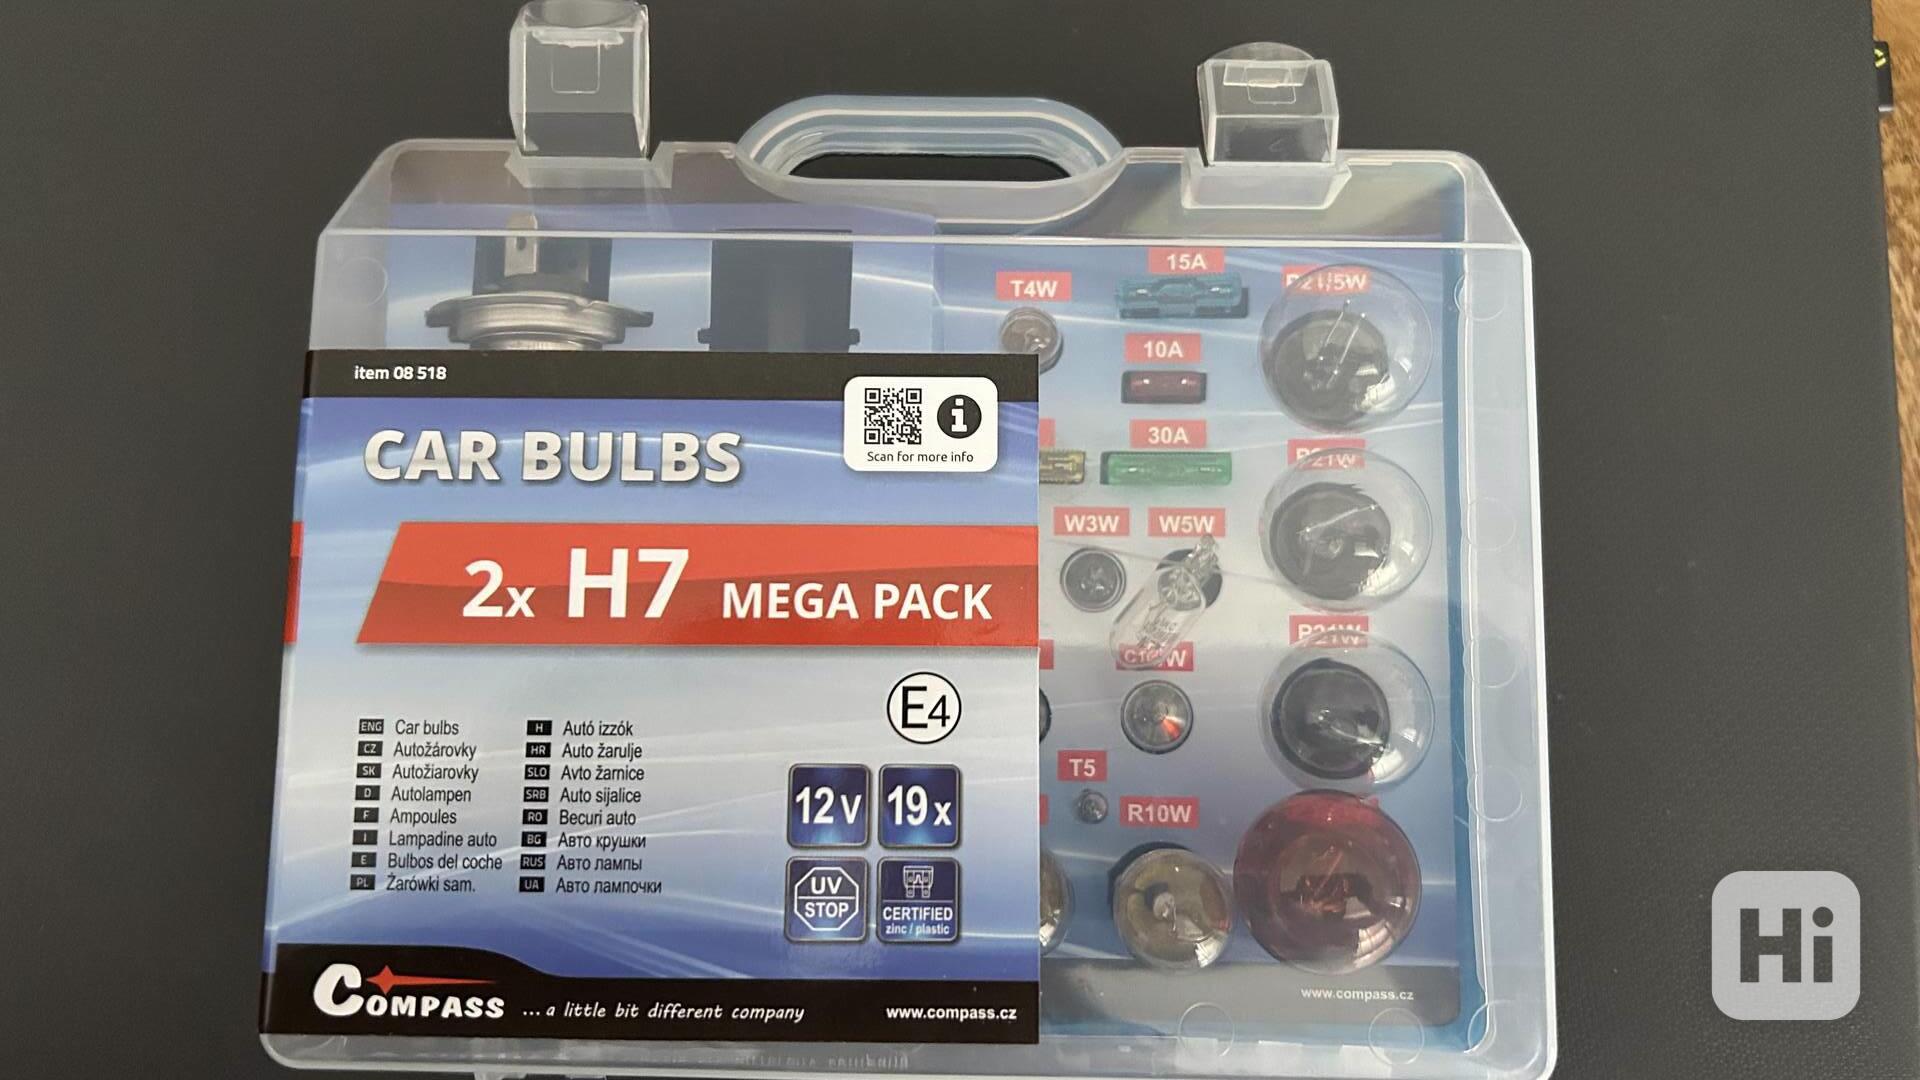 item 08 518
Scan for more info
CAR BULBS
2x H7 MEGA PACK
E4
ENG Car bulbs
CZ Autožárovky
SK Autožiarovky
D Autolampen
F Ampoules
I Lampadine auto
E Bulbos del coche
PL Żarówki sam.
H Autó izzók
HR Auto žarulje
SLO Avto žarnice
SRB Auto sijalice
RO Becuri auto
BG Авто крушки
RUS Авто лампы
UA Авто лампочки
12V
19x
UV
STOP
CERTIFIED
zinc / plastic
COMPASS
... a little bit different company
www.compass.cz
T4W
15A
P21/5W
10A
30A
P21W
W3W
W5W
P21W
T5
R10W
www.compass.cz
Hi